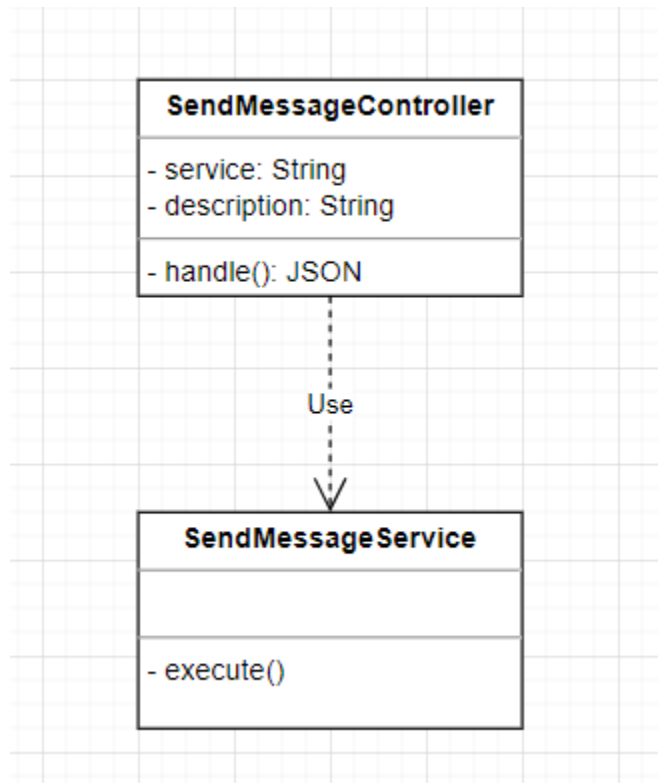 SendMessageController
- service: String
- description: String
- handle(): JSON
Use
SendMessageService
- execute()